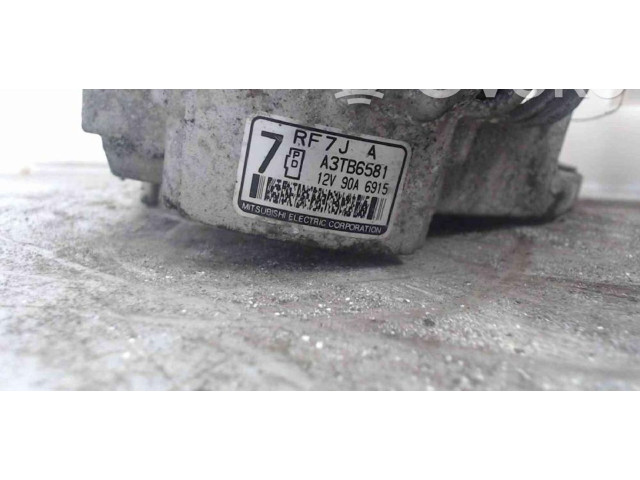 7 RF7J A
P
D
A3TB6581
12V 90A 6915
MITSUBISHI ELECTRIC CORPORATION